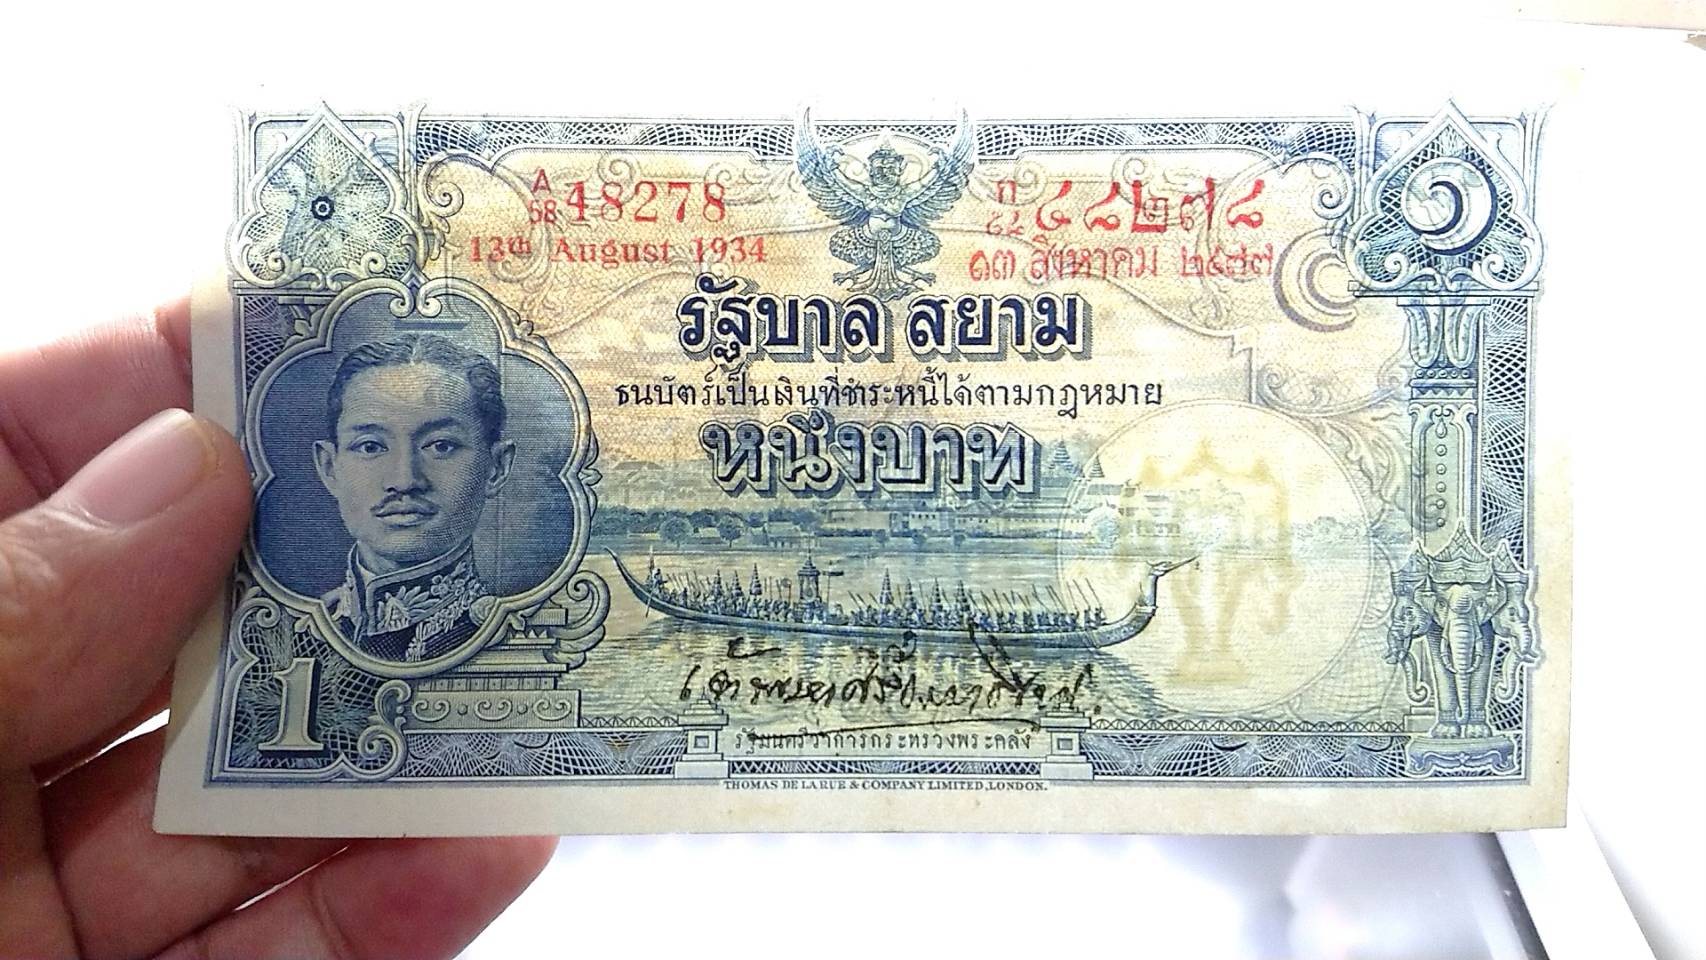 A
58 48278
13th August 1934
ก
๕๘ ๔๘๒๗๘
๑๓ สิงหาคม ๒๔๗๗
๑
รัฐบาล สยาม
ธนบัตร์เป็นเงินที่ชำระหนี้ได้ตามกฎหมาย
หนึ่งบาท
1
รัฐมนตรีว่าการกระทรวงพระคลัง
THOMAS DE LA RUE & COMPANY LIMITED, LONDON.